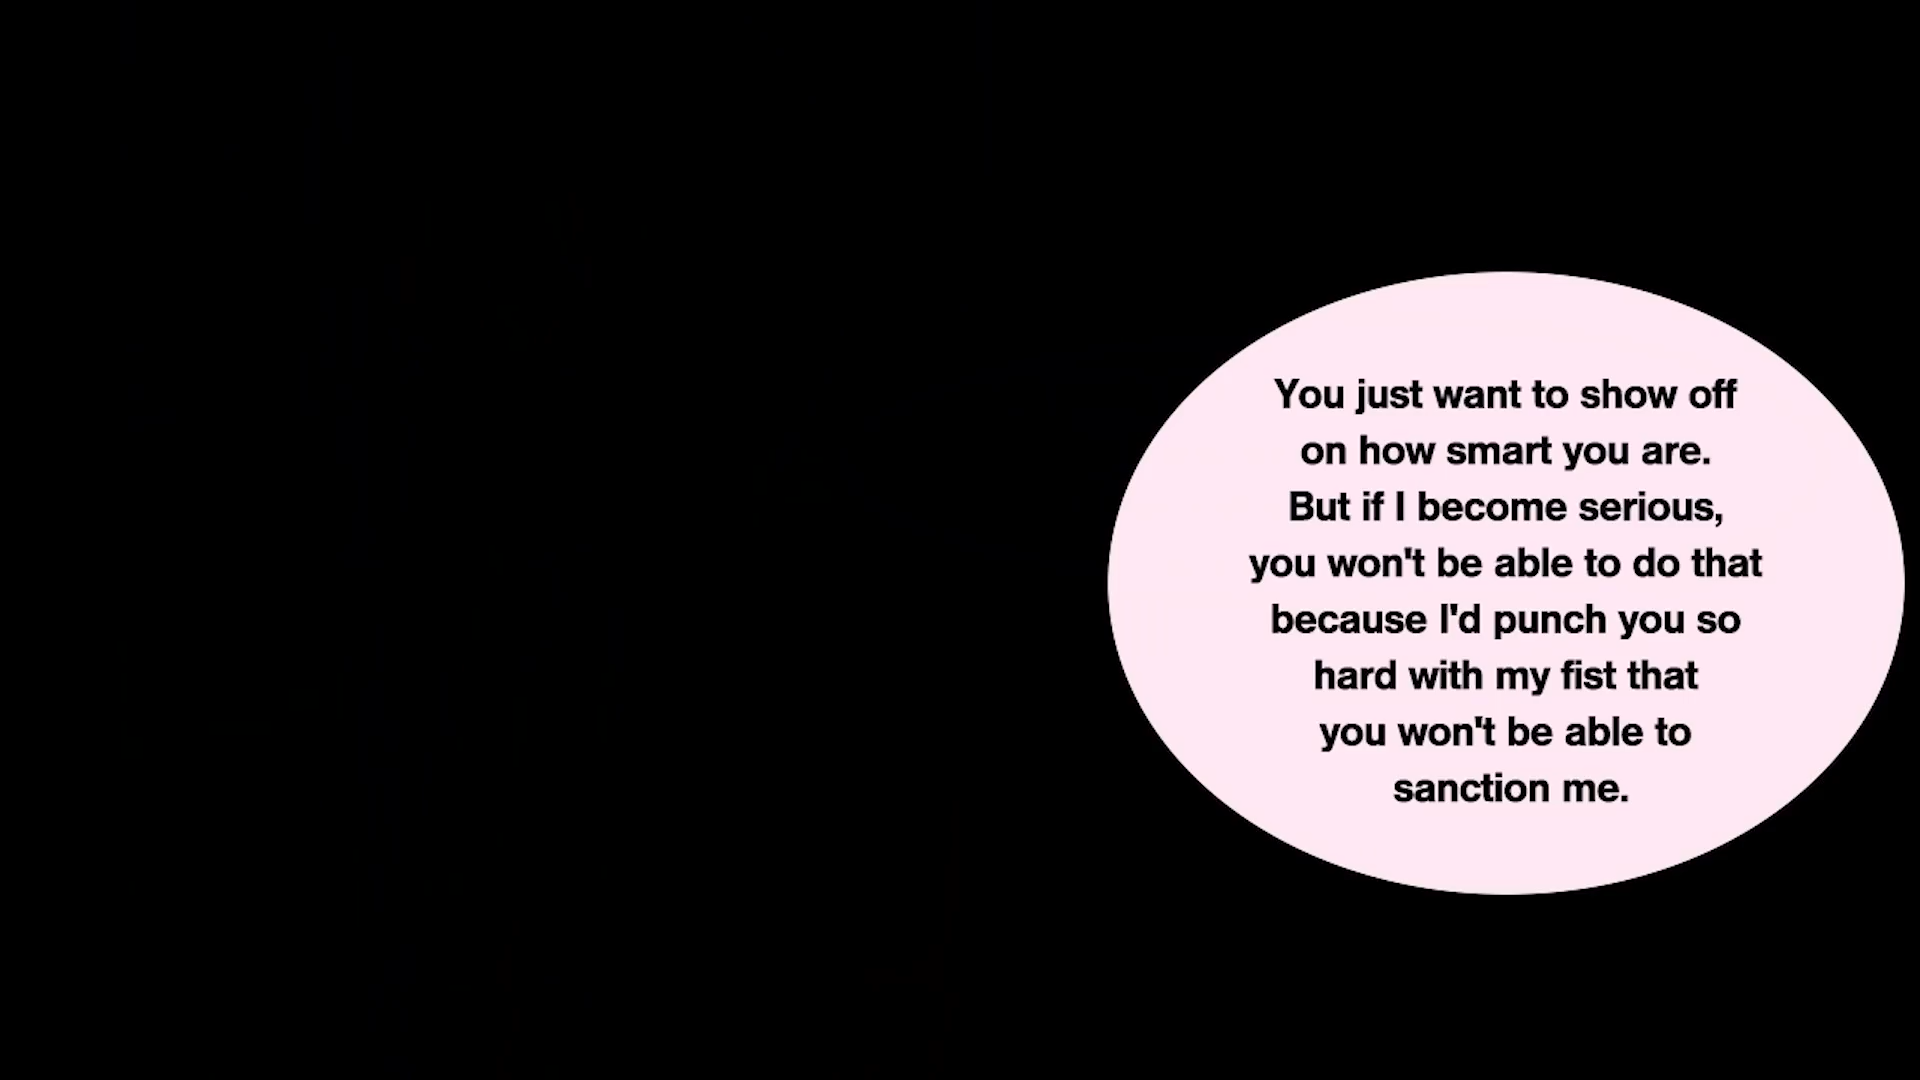 You just want to show off
on how smart you are.
But if I become serious,
you won't be able to do that
because I'd punch you so
hard with my fist that
you won't be able to
sanction me.